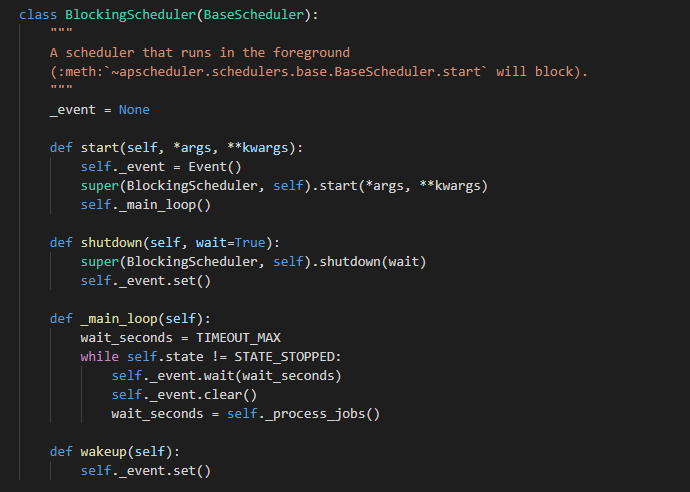 class BlockingScheduler(BaseScheduler):
    """
    A scheduler that runs in the foreground
    (:meth:`~apscheduler.schedulers.base.BaseScheduler.start` will block).
    """
    _event = None

    def start(self, *args, **kwargs):
        self._event = Event()
        super(BlockingScheduler, self).start(*args, **kwargs)
        self._main_loop()

    def shutdown(self, wait=True):
        super(BlockingScheduler, self).shutdown(wait)
        self._event.set()

    def _main_loop(self):
        wait_seconds = TIMEOUT_MAX
        while self.state != STATE_STOPPED:
            self._event.wait(wait_seconds)
            self._event.clear()
            wait_seconds = self._process_jobs()

    def wakeup(self):
        self._event.set()